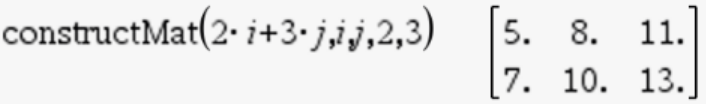 constructMat(2·i+3·j,i,j,2,3) [5. 8. 11.
7. 10. 13.]